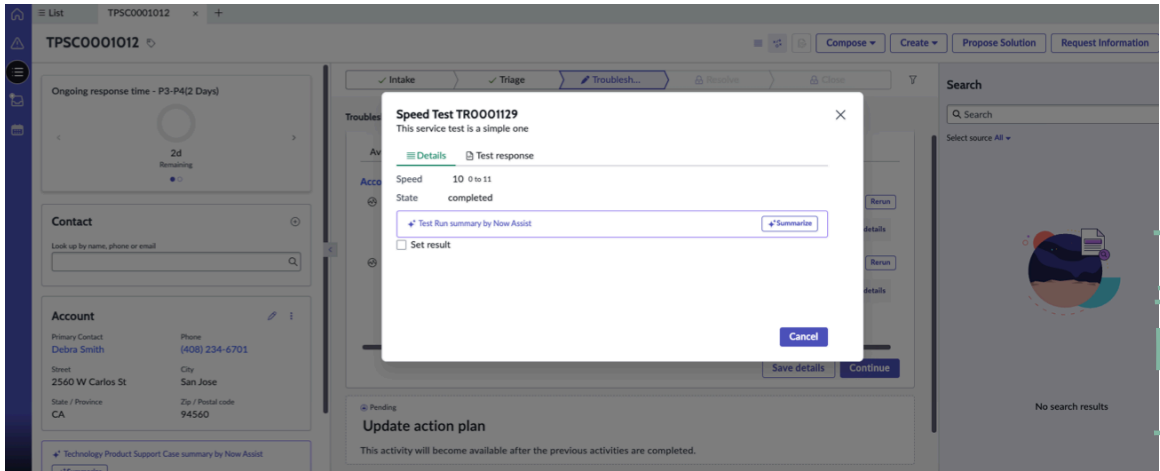 List
TPSC0001012
TPSC0001012
Compose
Create
Propose Solution
Request Information
Ongoing response time - P3-P4(2 Days)
2d
Remaining
Contact
Look up by name, phone or email
Account
Primary Contact
Phone
Debra Smith
(408) 234-6701
Street
City
2560 W Carlos St
San Jose
State / Province
Zip / Postal code
CA
94560
Technology Product Support Case summary by Now Assist
Intake
Triage
Troublesh...
Resolve
Close
Troubles
Av
Acco
Rerun
details
Rerun
details
Speed Test TR0001129
This service test is a simple one
Details
Test response
Speed 10 0 to 11
State completed
Test Run summary by Now Assist
Summarize
Set result
Cancel
Save details
Continue
Pending
Update action plan
This activity will become available after the previous activities are completed.
Search
Search
Select source All
No search results